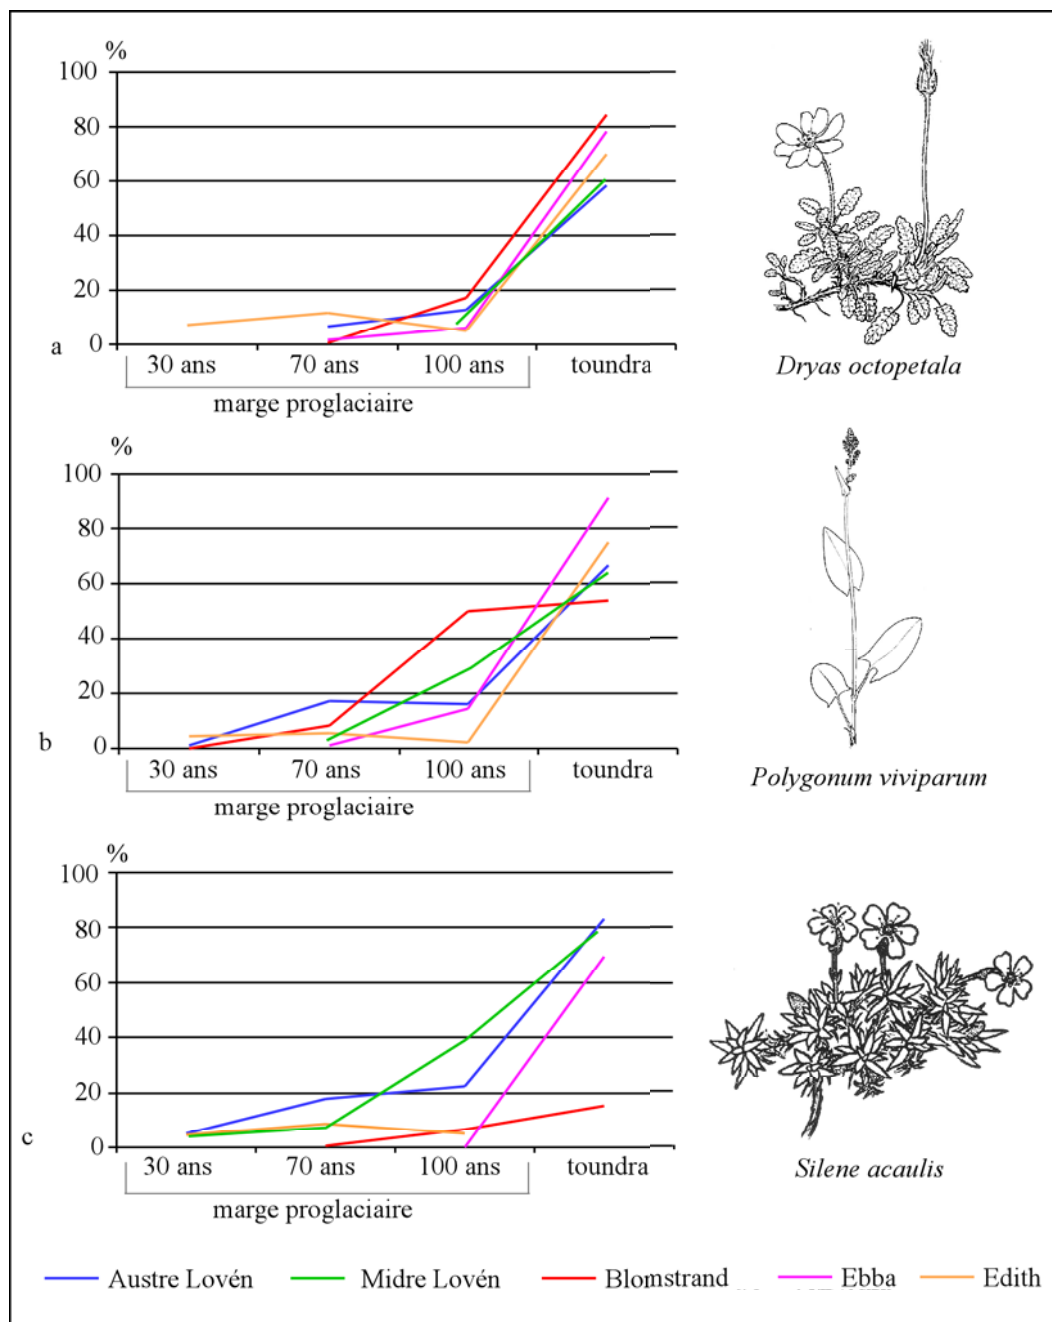 %
100
80
60
40
20
0
a
30 ans 70 ans 100 ans toundra
marge proglaciaire
Dryas octopetala
%
100
80
60
40
20
0
b
30 ans 70 ans 100 ans toundra
marge proglaciaire
Polygonum viviparum
%
100
80
60
40
20
0
c
30 ans 70 ans 100 ans toundra
marge proglaciaire
Silene acaulis
Austre Lovén Midre Lovén Blomstrand Ebba Edith